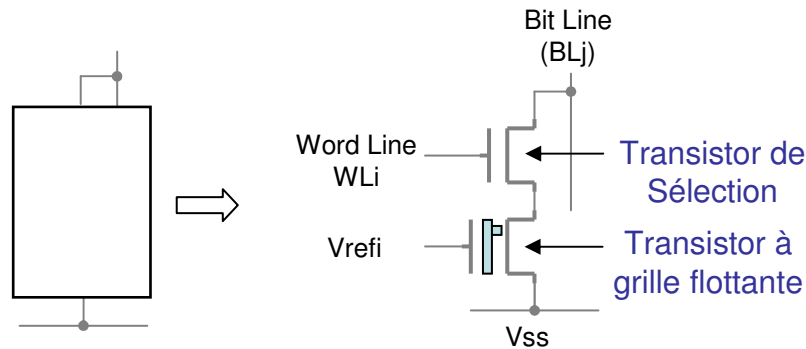 Bit Line
(BLj)
Word Line
WLi
Transistor de
Sélection
Vrefi
Transistor à
grille flottante
Vss